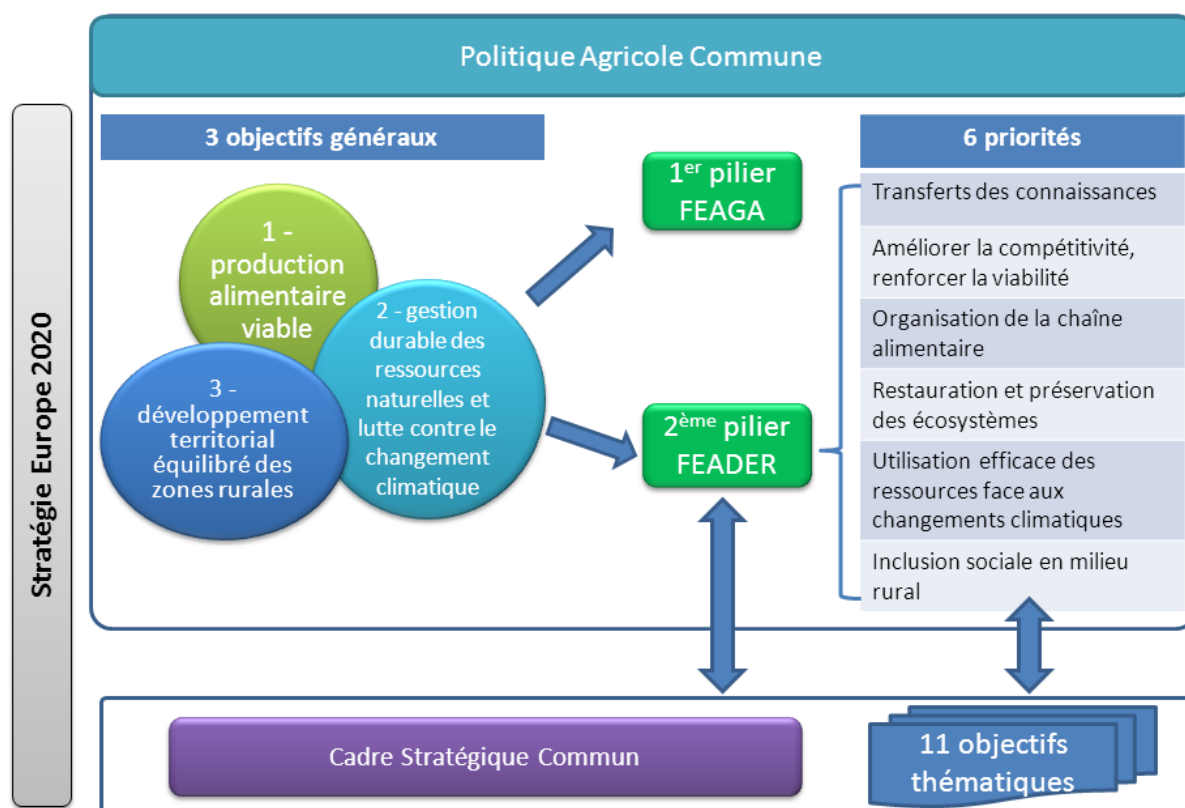 Politique Agricole Commune
Stratégie Europe 2020
3 objectifs généraux
1 -
production
alimentaire
viable
2 - gestion
durable des
ressources
naturelles et
lutte contre le
changement
climatique
3 -
développement
territorial
équilibré des
zones rurales
1er pilier
FEAGA
2ème pilier
FEADER
6 priorités
Transferts des connaissances
Améliorer la compétitivité,
renforcer la viabilité
Organisation de la chaîne
alimentaire
Restauration et préservation
des écosystèmes
Utilisation efficace des
ressources face aux
changements climatiques
Inclusion sociale en milieu
rural
Cadre Stratégique Commun
11 objectifs
thématiques